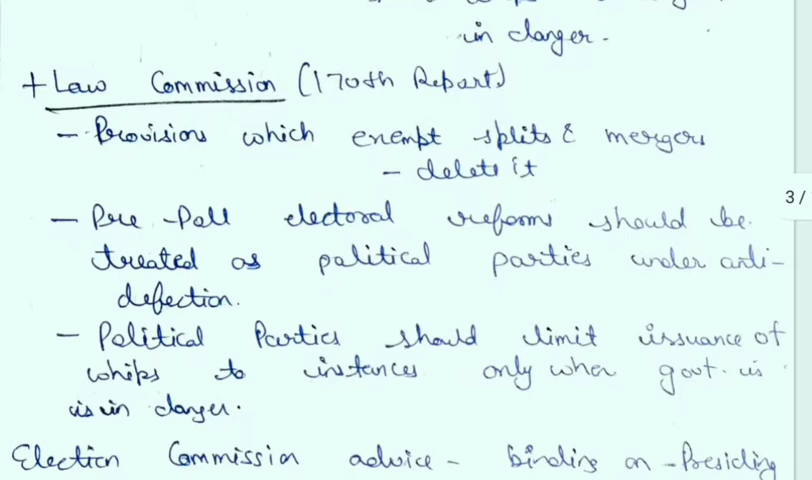 in danger.
+ Law Commission (170th Report)
- Provisions which exempt splits & mergers
- delete it
3/
- Pre-Poll electoral reforms should be
treated as political parties under anti-
defection.
- Political Parties should limit issuance of
whips to instances only when govt. is
is in danger.
Election Commission advice - binding on - Presiding